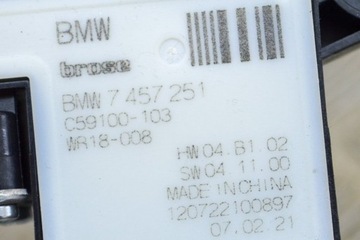 BMW
brose
BMW 7 457 251
C59100-103
WR18-008
HW 04.B1.02
SW 04.11.00
MADE IN CHINA
120722100897
07.02.21